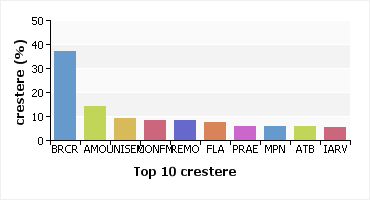 crestere (%)
50
40
30
20
10
0
BRCR AMO UNISEM CONFM REMO FLA PRAE MPN ATB IARV
Top 10 crestere